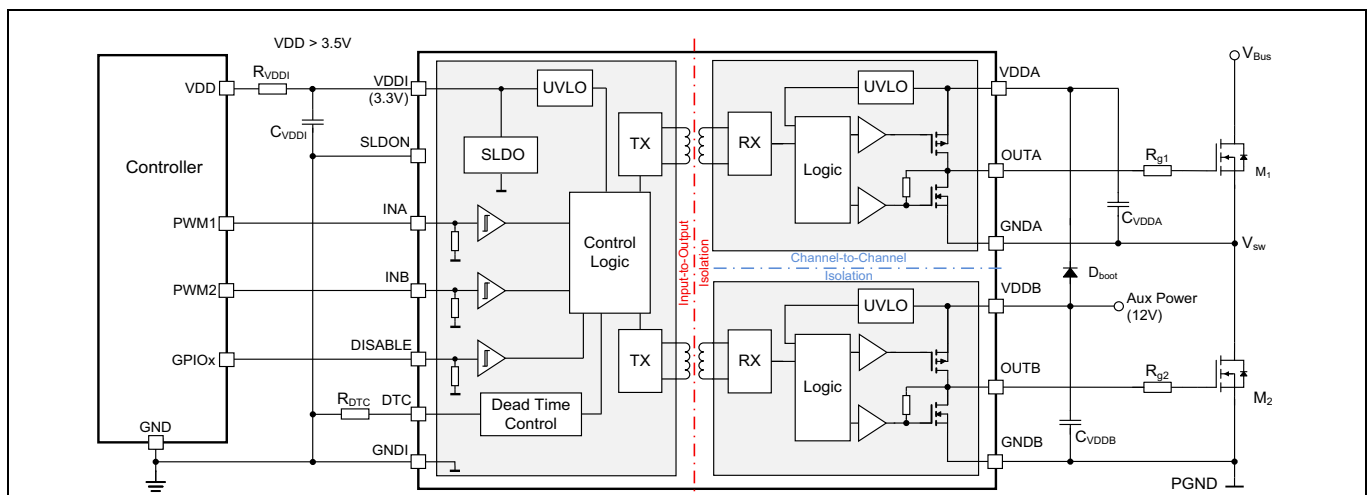 VDD > 3.5V
Controller
VDD
PWM1
PWM2
GPIOx
GND
RVDDI
CVDDI
RDTC
VDDI
(3.3V)
SLDON
INA
INB
DISABLE
DTC
GNDI
UVLO
SLDO
TX
Control
Logic
TX
Dead Time
Control
Input-to-Output
Isolation
Channel-to-Channel
Isolation
UVLO
RX
Logic
UVLO
RX
Logic
VDDA
OUTA
GNDA
VDDB
OUTB
GNDB
VBus
Rg1
M1
CVDDA
Vsw
Dboot
Aux Power
(12V)
Rg2
M2
CVDDB
PGND